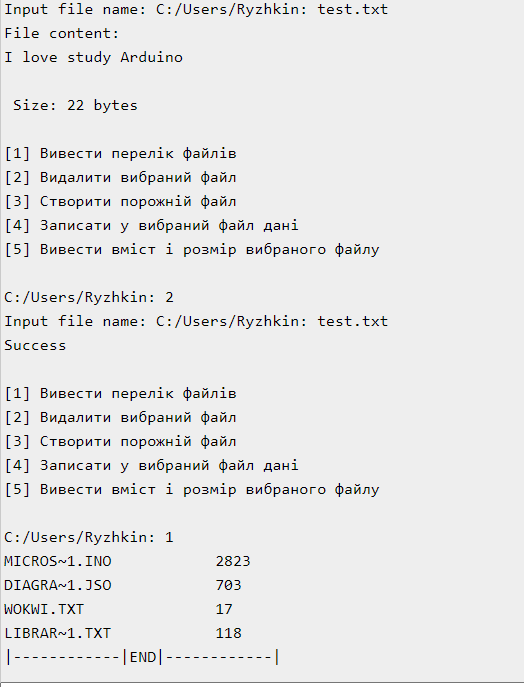 Input file name: C:/Users/Ryzhkin: test.txt
File content:
I love study Arduino
Size: 22 bytes
[1] Вивести перелік файлів
[2] Видалити вибраний файл
[3] Створити порожній файл
[4] Записати у вибраний файл дані
[5] Вивести вміст і розмір вибраного файлу
C:/Users/Ryzhkin: 2
Input file name: C:/Users/Ryzhkin: test.txt
Success
[1] Вивести перелік файлів
[2] Видалити вибраний файл
[3] Створити порожній файл
[4] Записати у вибраний файл дані
[5] Вивести вміст і розмір вибраного файлу
C:/Users/Ryzhkin: 1
MICROS~1.INO 2823
DIAGRA~1.JSO 703
WOKWI.TXT 17
LIBRAR~1.TXT 118
|------------|END|------------|